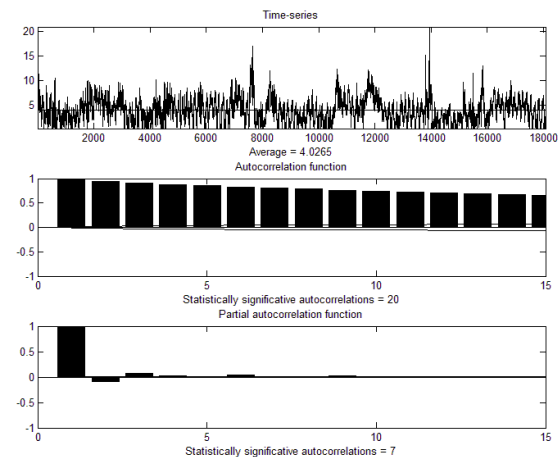 Time-series
20
15
10
5
2000 4000 6000 8000 10000 12000 14000 16000 18000
Average = 4.0265
Autocorrelation function
1
0.5
0
-0.5
-1
0 5 10 15
Statistically significative autocorrelations = 20
Partial autocorrelation function
1
0.5
0
-0.5
-1
0 5 10 15
Statistically significative autocorrelations = 7